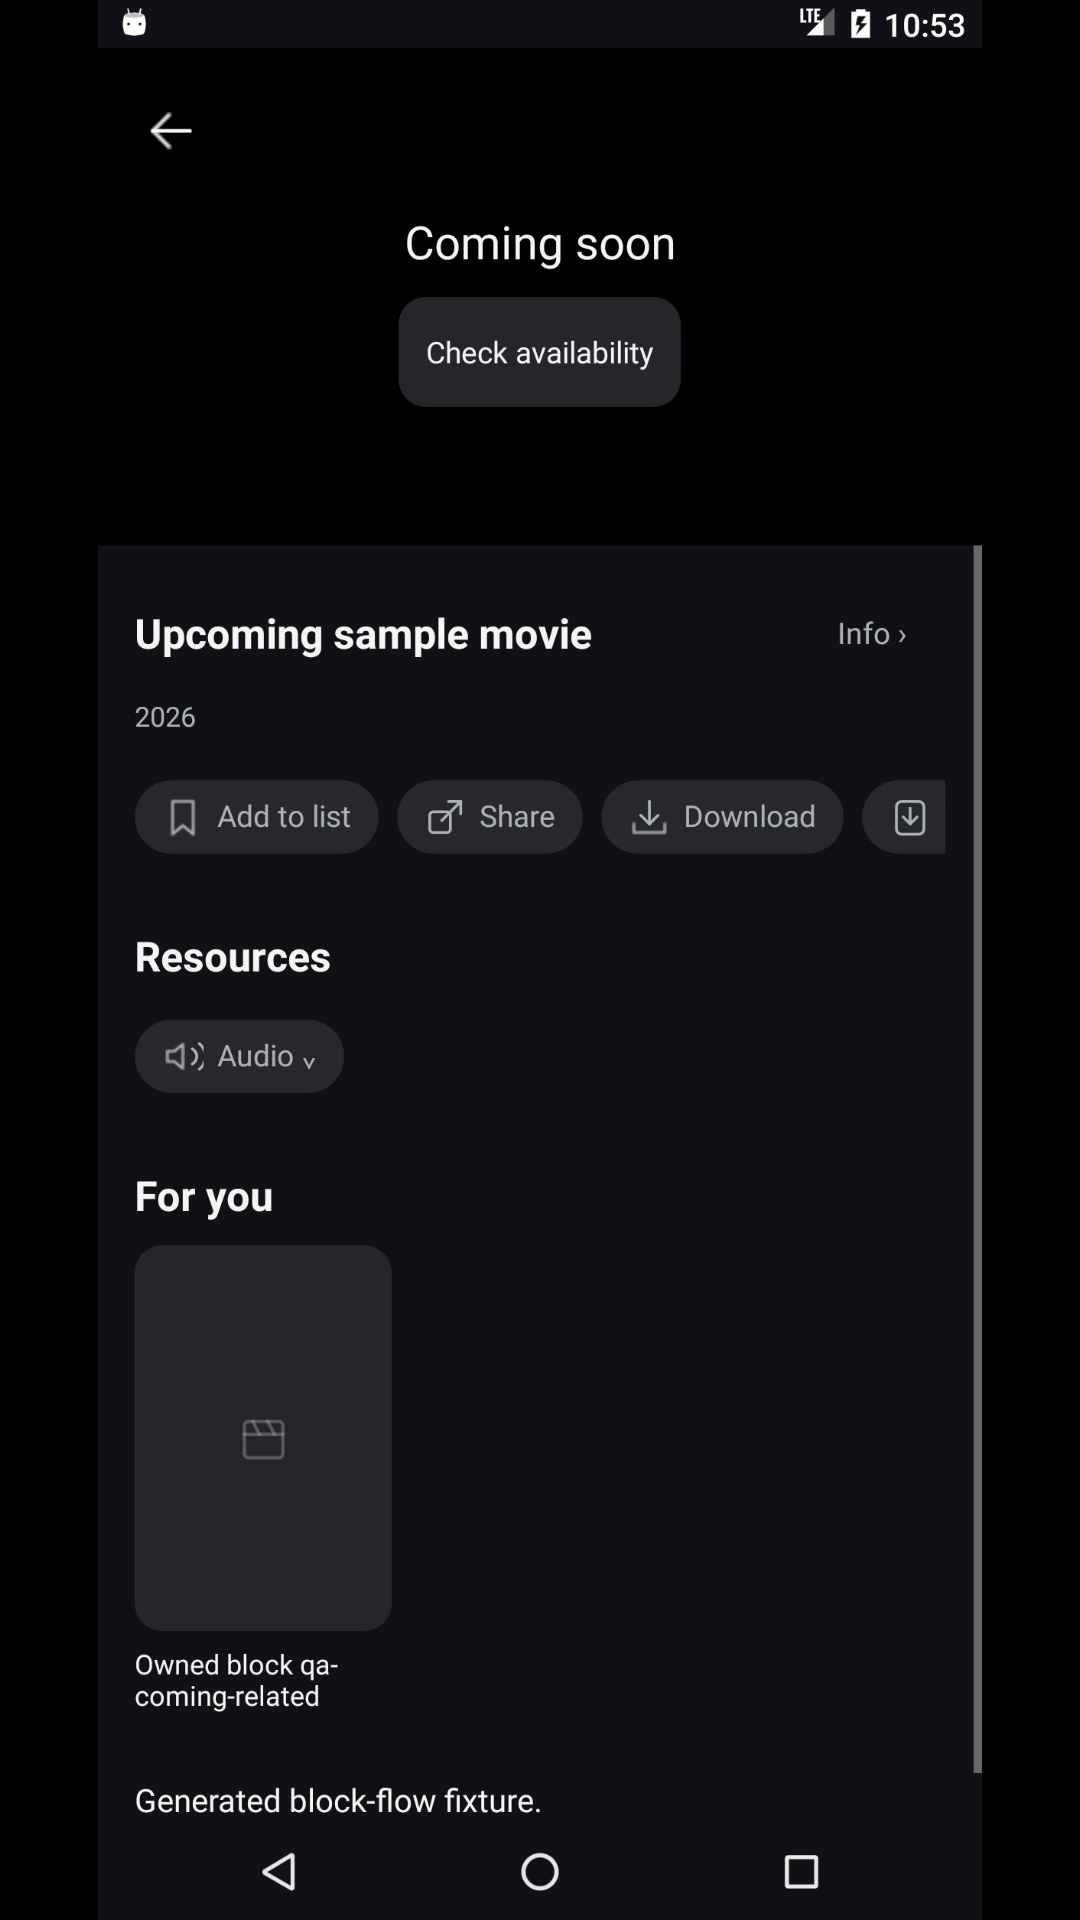 LTE 10:53
Coming soon
Check availability
Upcoming sample movie
Info ›
2026
Add to list
Share
Download
Resources
Audio
For you
Owned block qa-
coming-related
Generated block-flow fixture.